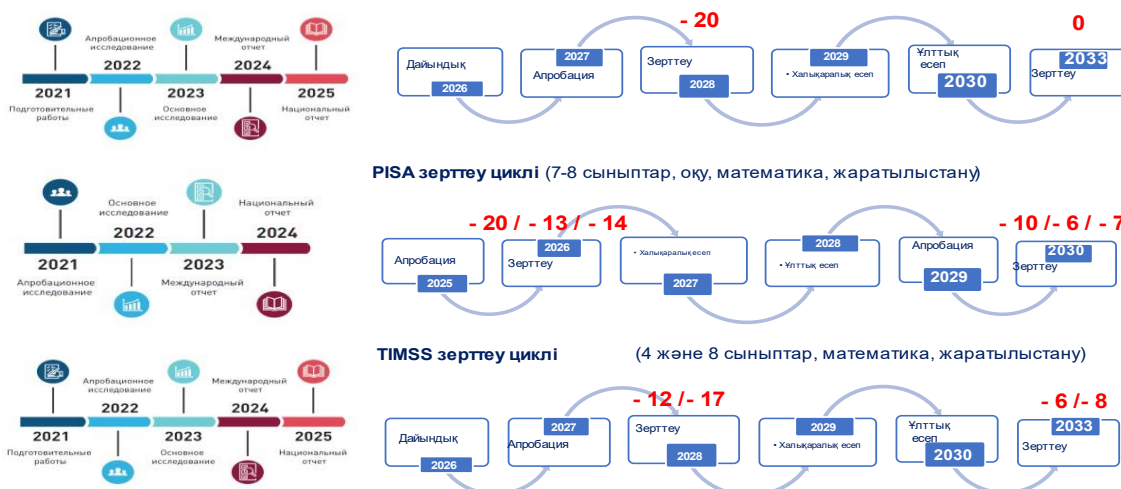 Апробационное
исследование
2022
Международный
отчет
2024
2021
Подготовительные
работы
2023
Основное
исследование
2025
Национальный
отчет
- 20
0
Дайындық
2026
2027
Апробация
Зерттеу
2028
2029
• Халықаралық есеп
Ұлттық
есеп
2030
2033
Зерттеу
PISA зерттеу циклі (7-8 сыныптар, оқу, математика, жаратылыстану)
Основное
исследование
2022
Национальный
отчет
2024
2021
Апробационное
исследование
2023
Международный
отчет
- 20 / - 13 / - 14
- 10 /- 6 / - 7
Апробация
2025
2026
Зерттеу
• Халықаралық есеп
2027
2028
• Ұлттық есеп
Апробация
2029
2030
Зерттеу
TIMSS зерттеу циклі (4 және 8 сыныптар, математика, жаратылыстану)
Апробационное
исследование
2022
Международный
отчет
2024
2021
Подготовительные
работы
2023
Основное
исследование
2025
Национальный
отчет
- 12 /- 17
- 6 /- 8
Дайындық
2026
2027
Апробация
Зерттеу
2028
2029
• Халықаралық есеп
Ұлттық
есеп
2030
2033
Зерттеу